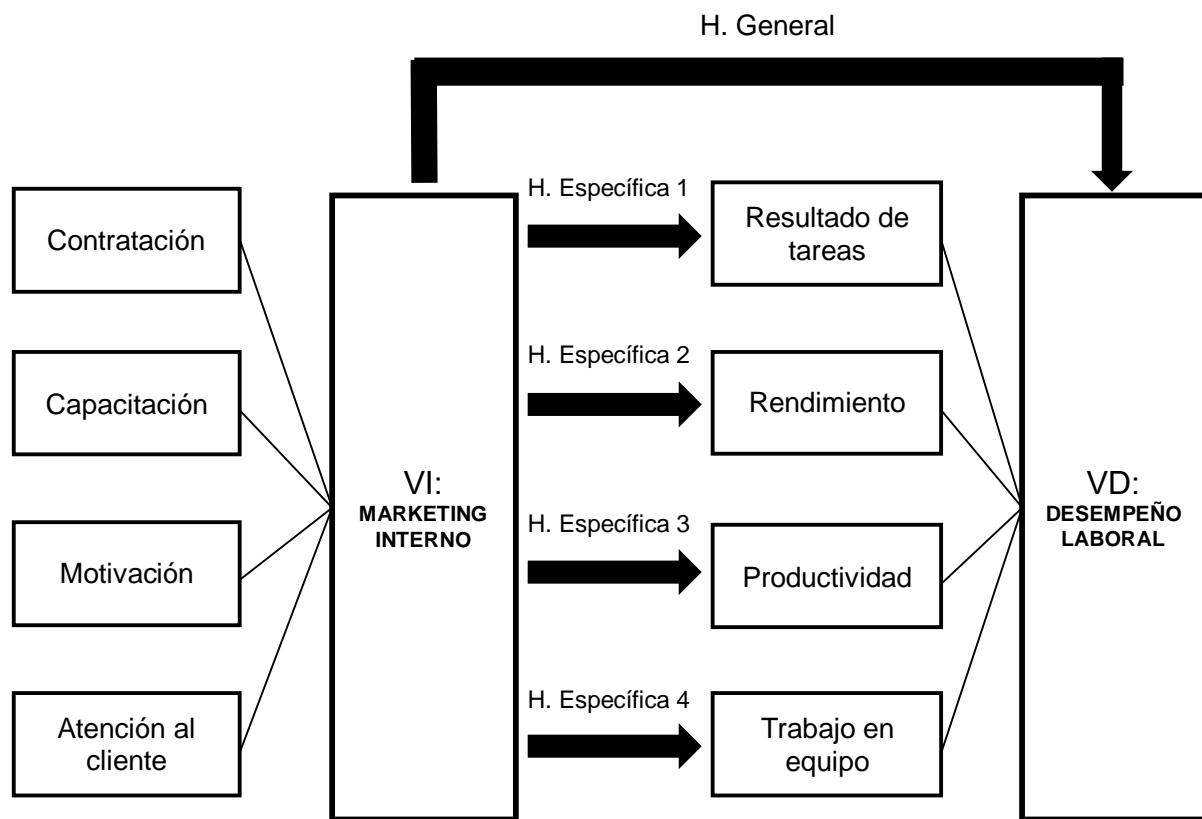 H. General
Contratación
Capacitación
Motivación
Atención al
cliente
VI:
MARKETING
INTERNO
H. Específica 1
H. Específica 2
H. Específica 3
H. Específica 4
Resultado de
tareas
Rendimiento
Productividad
Trabajo en
equipo
VD:
DESEMPEÑO
LABORAL